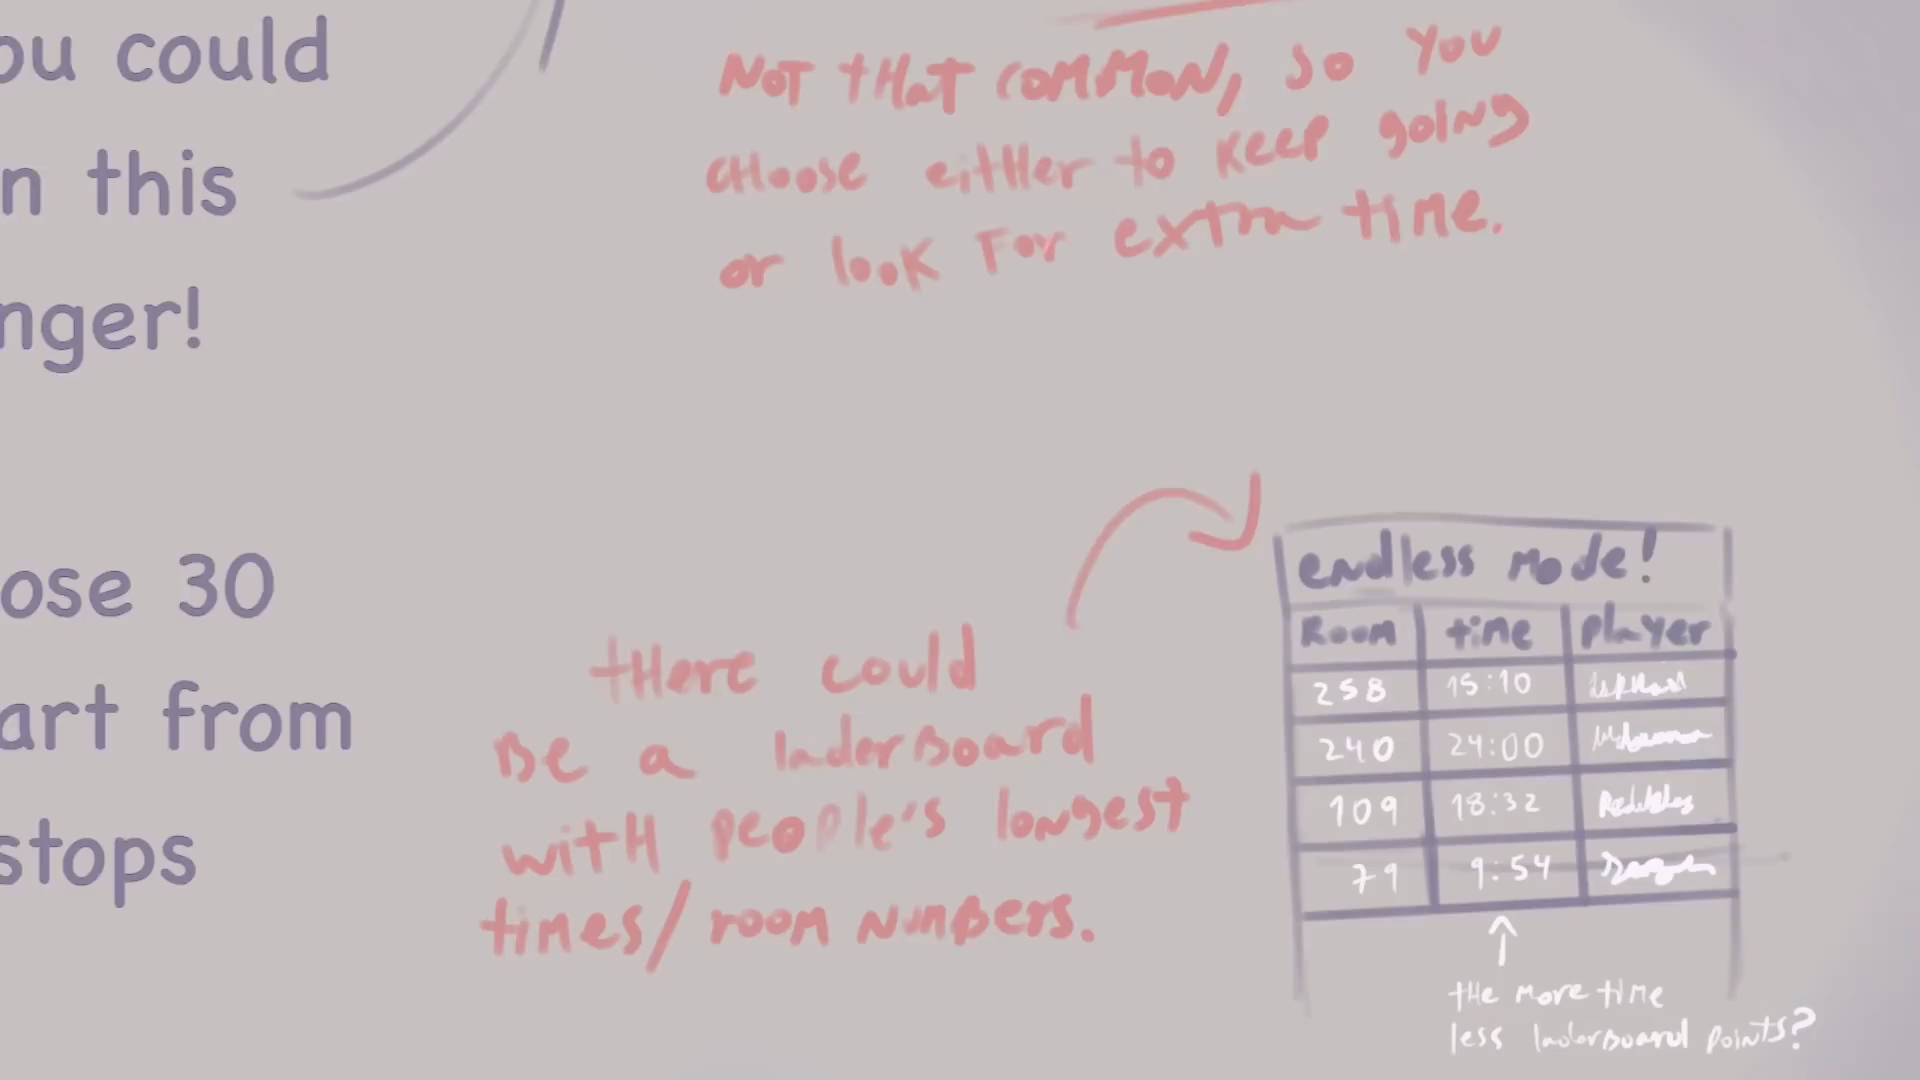 ou could
n this
nger!
ose 30
art from
stops
NOT tHaT COMMON, so You
cHoose eitHer to keep going
or look For extra time.
tHere could
Be a laderBoard
witH people's longest
times/room NumBers.
endless mode!
Room time player
258 15:10
240 24:00
109 18:32
79 9:54
tHe more time
less laderBoard points?